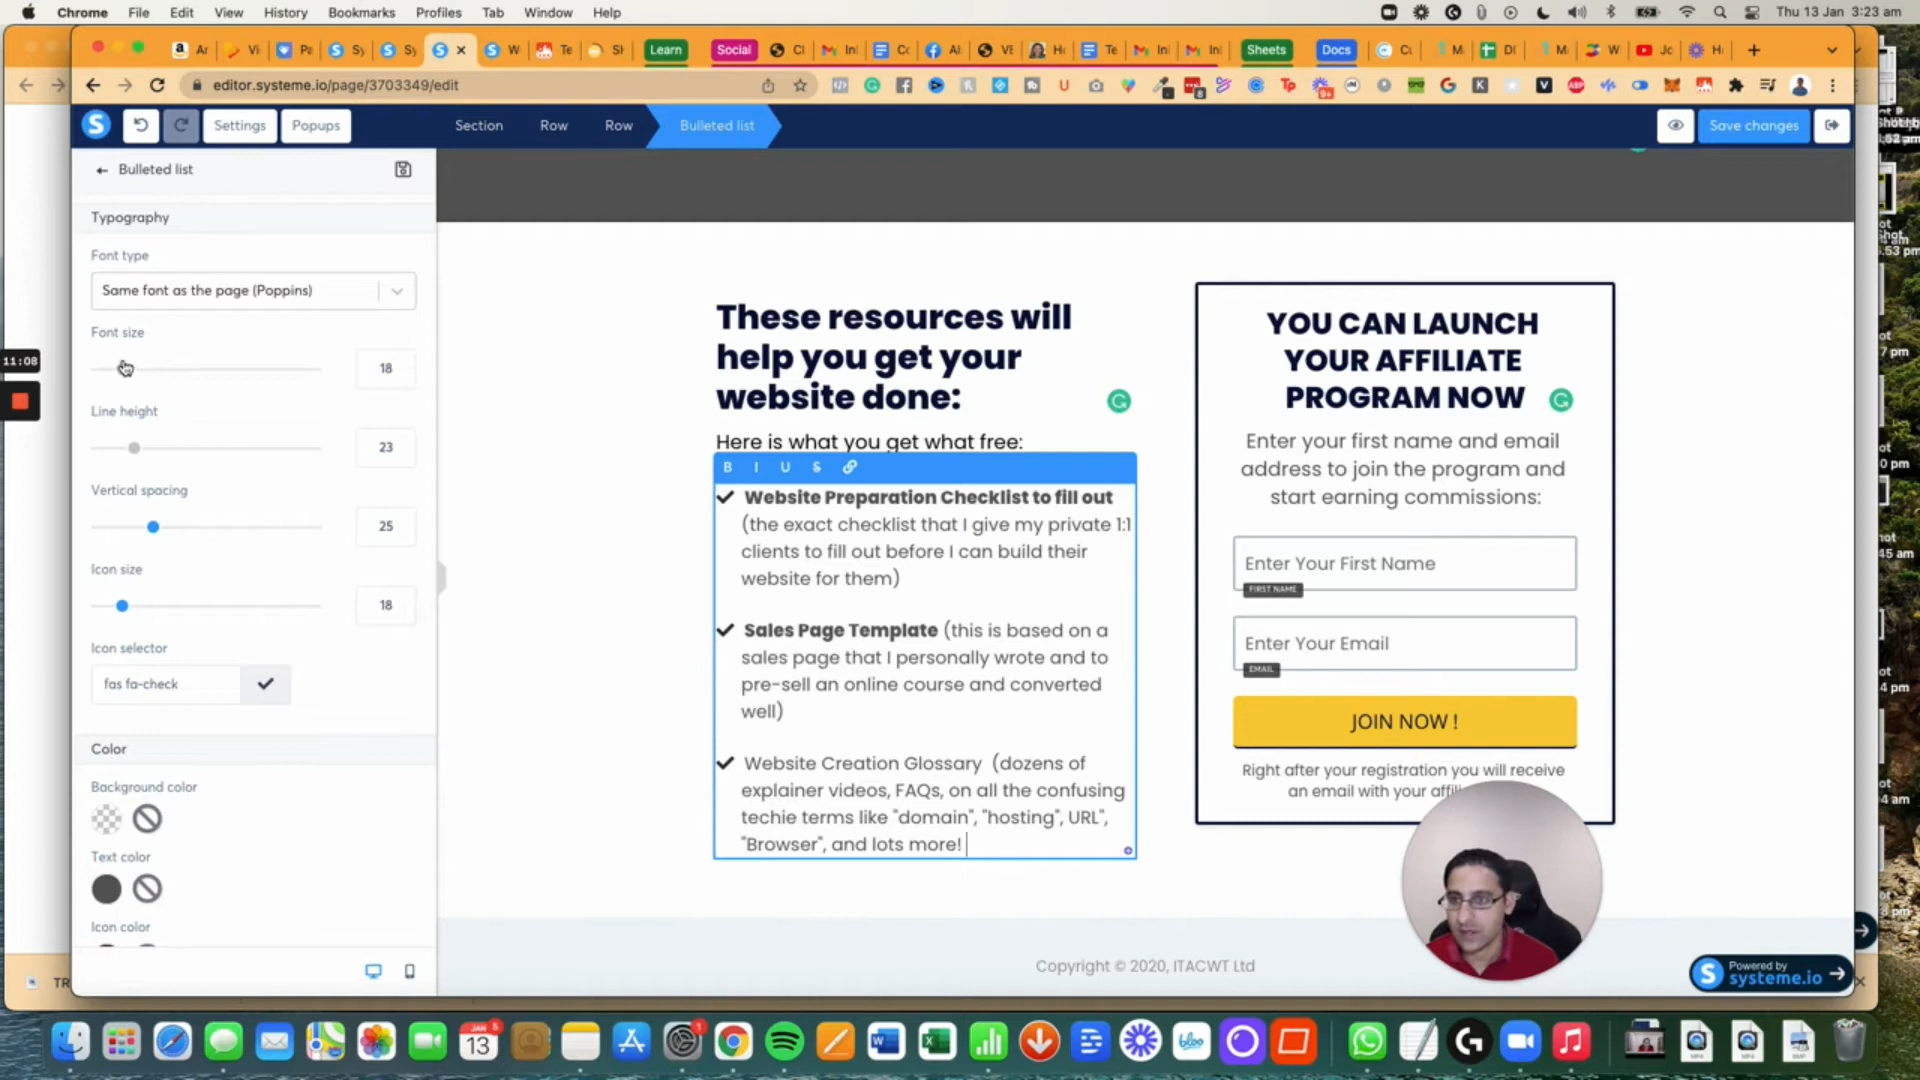 Chrome File Edit View History Bookmarks Profiles Tab Window Help
Thu 13 Jan 3:23 am
Learn Social Sheets Docs
editor.systeme.io/page/3703349/edit
Settings Popups Section Row Row Bulleted list Save changes
Bulleted list
Typography
Font type
Same font as the page (Poppins)
Font size
18
11:08
Line height
23
Vertical spacing
25
Icon size
18
Icon selector
fas fa-check
Color
Background color
Text color
Icon color
These resources will
help you get your
website done:
Here is what you get what free:
B I U S
Website Preparation Checklist to fill out
(the exact checklist that I give my private 1:1
clients to fill out before I can build their
website for them)
Sales Page Template (this is based on a
sales page that I personally wrote and to
pre-sell an online course and converted
well)
Website Creation Glossary (dozens of
explainer videos, FAQs, on all the confusing
techie terms like "domain", "hosting", URL",
"Browser", and lots more!
YOU CAN LAUNCH
YOUR AFFILIATE
PROGRAM NOW
Enter your first name and email
address to join the program and
start earning commissions:
Enter Your First Name
FIRST NAME
Enter Your Email
EMAIL
JOIN NOW !
Right after your registration you will receive
an email with your
Copyright © 2020, ITACWT Ltd
Powered by
systeme.io
TR
JAN
13
bloo